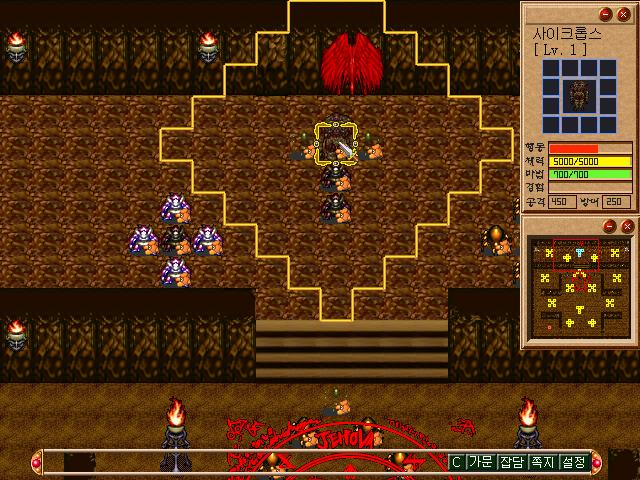 사이크롭스
[ Lv. 1 ]
행동
체력 5000/5000
마법 700/700
경험
공격 450 방어 250
JEHOVA
C 가문 잡담 쪽지 설정